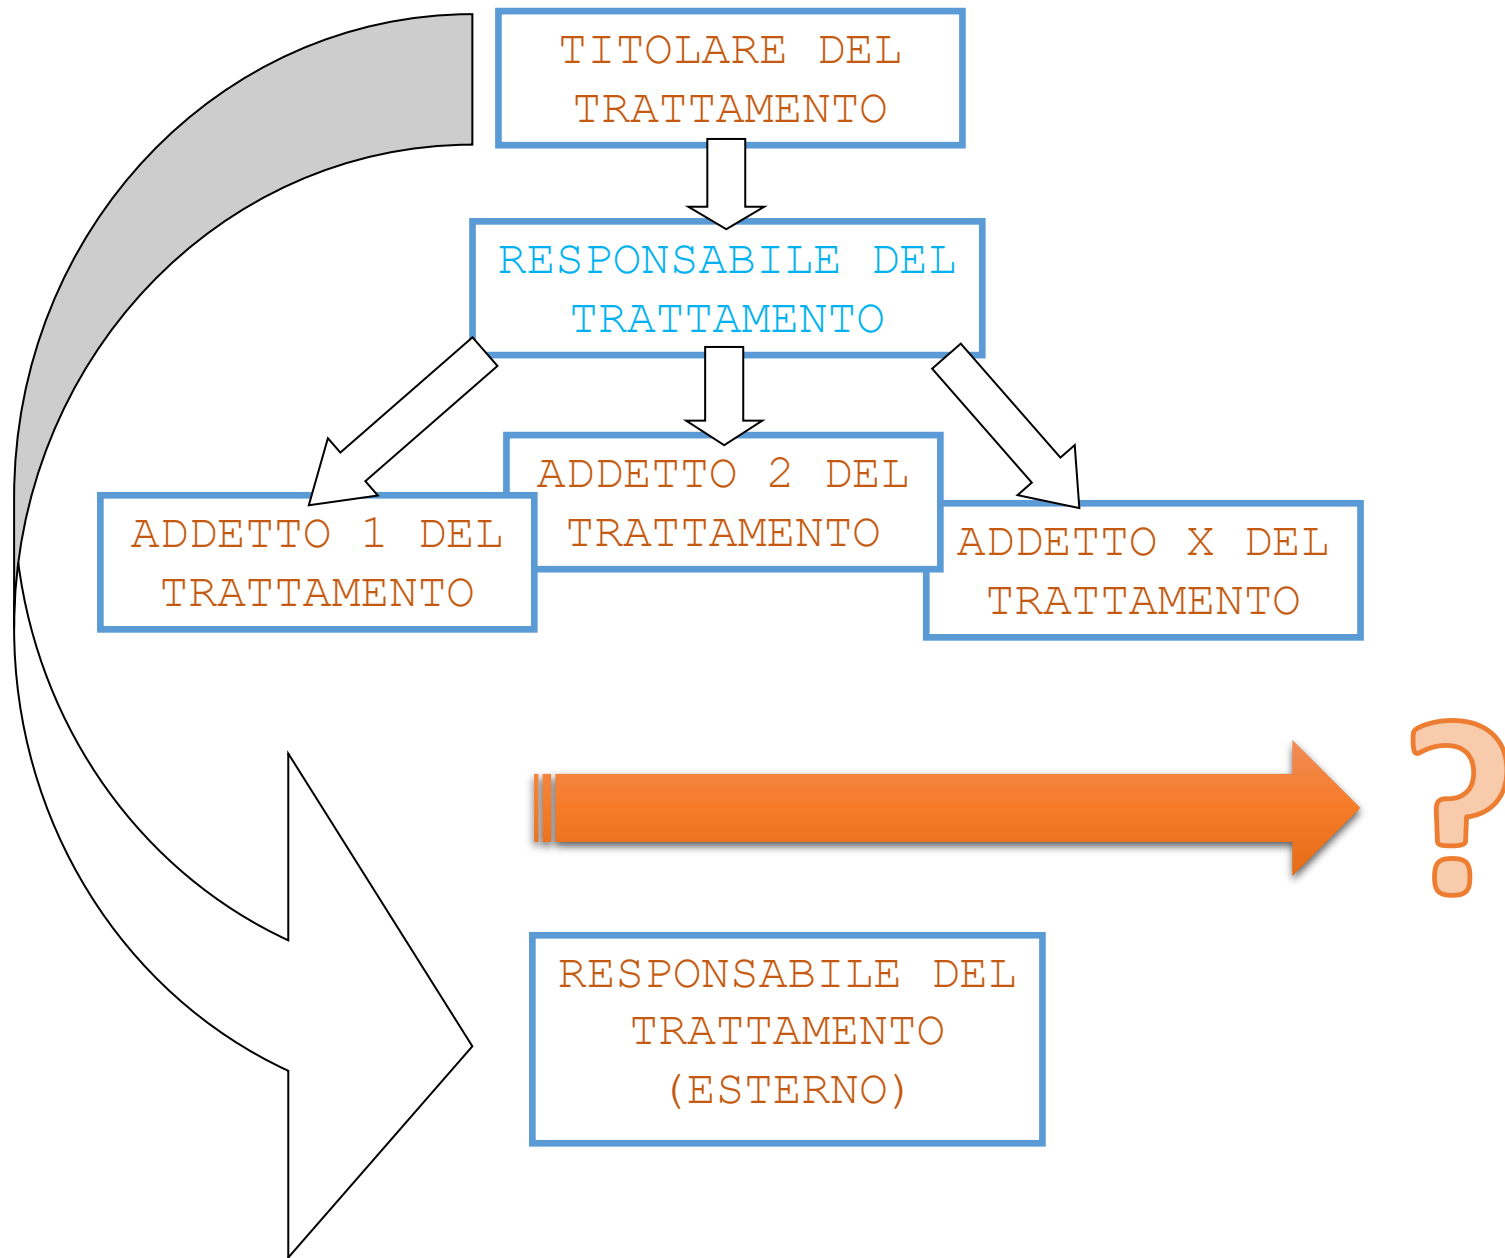 TITOLARE DEL
TRATTAMENTO
RESPONSABILE DEL
TRATTAMENTO
ADDETTO 1 DEL
TRATTAMENTO
ADDETTO 2 DEL
TRATTAMENTO
ADDETTO X DEL
TRATTAMENTO
?
RESPONSABILE DEL
TRATTAMENTO
(ESTERNO)